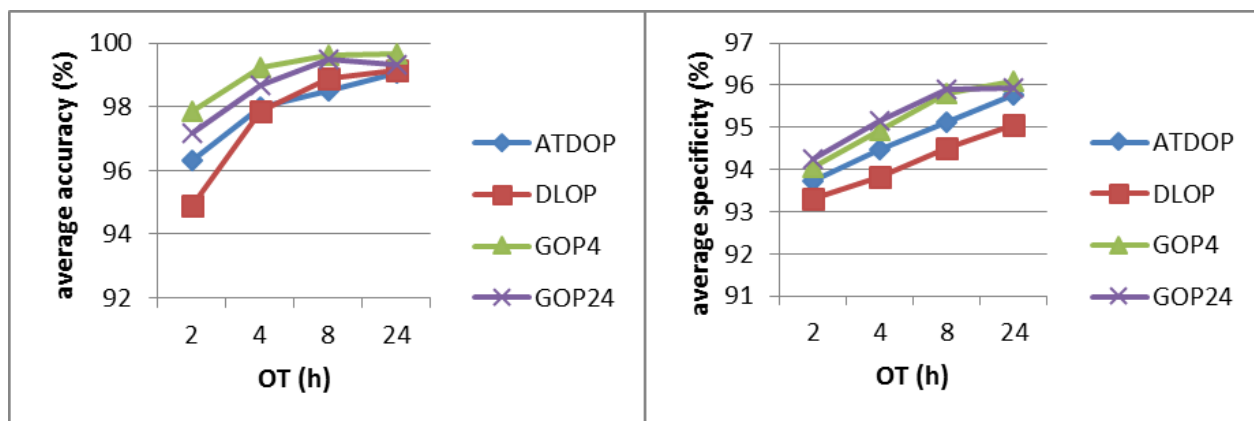 average accuracy (%)
100
98
96
94
92
2 4 8 24
OT (h)
ATDOP
DLOP
GOP4
GOP24
average specificity (%)
97
96
95
94
93
92
91
2 4 8 24
OT (h)
ATDOP
DLOP
GOP4
GOP24